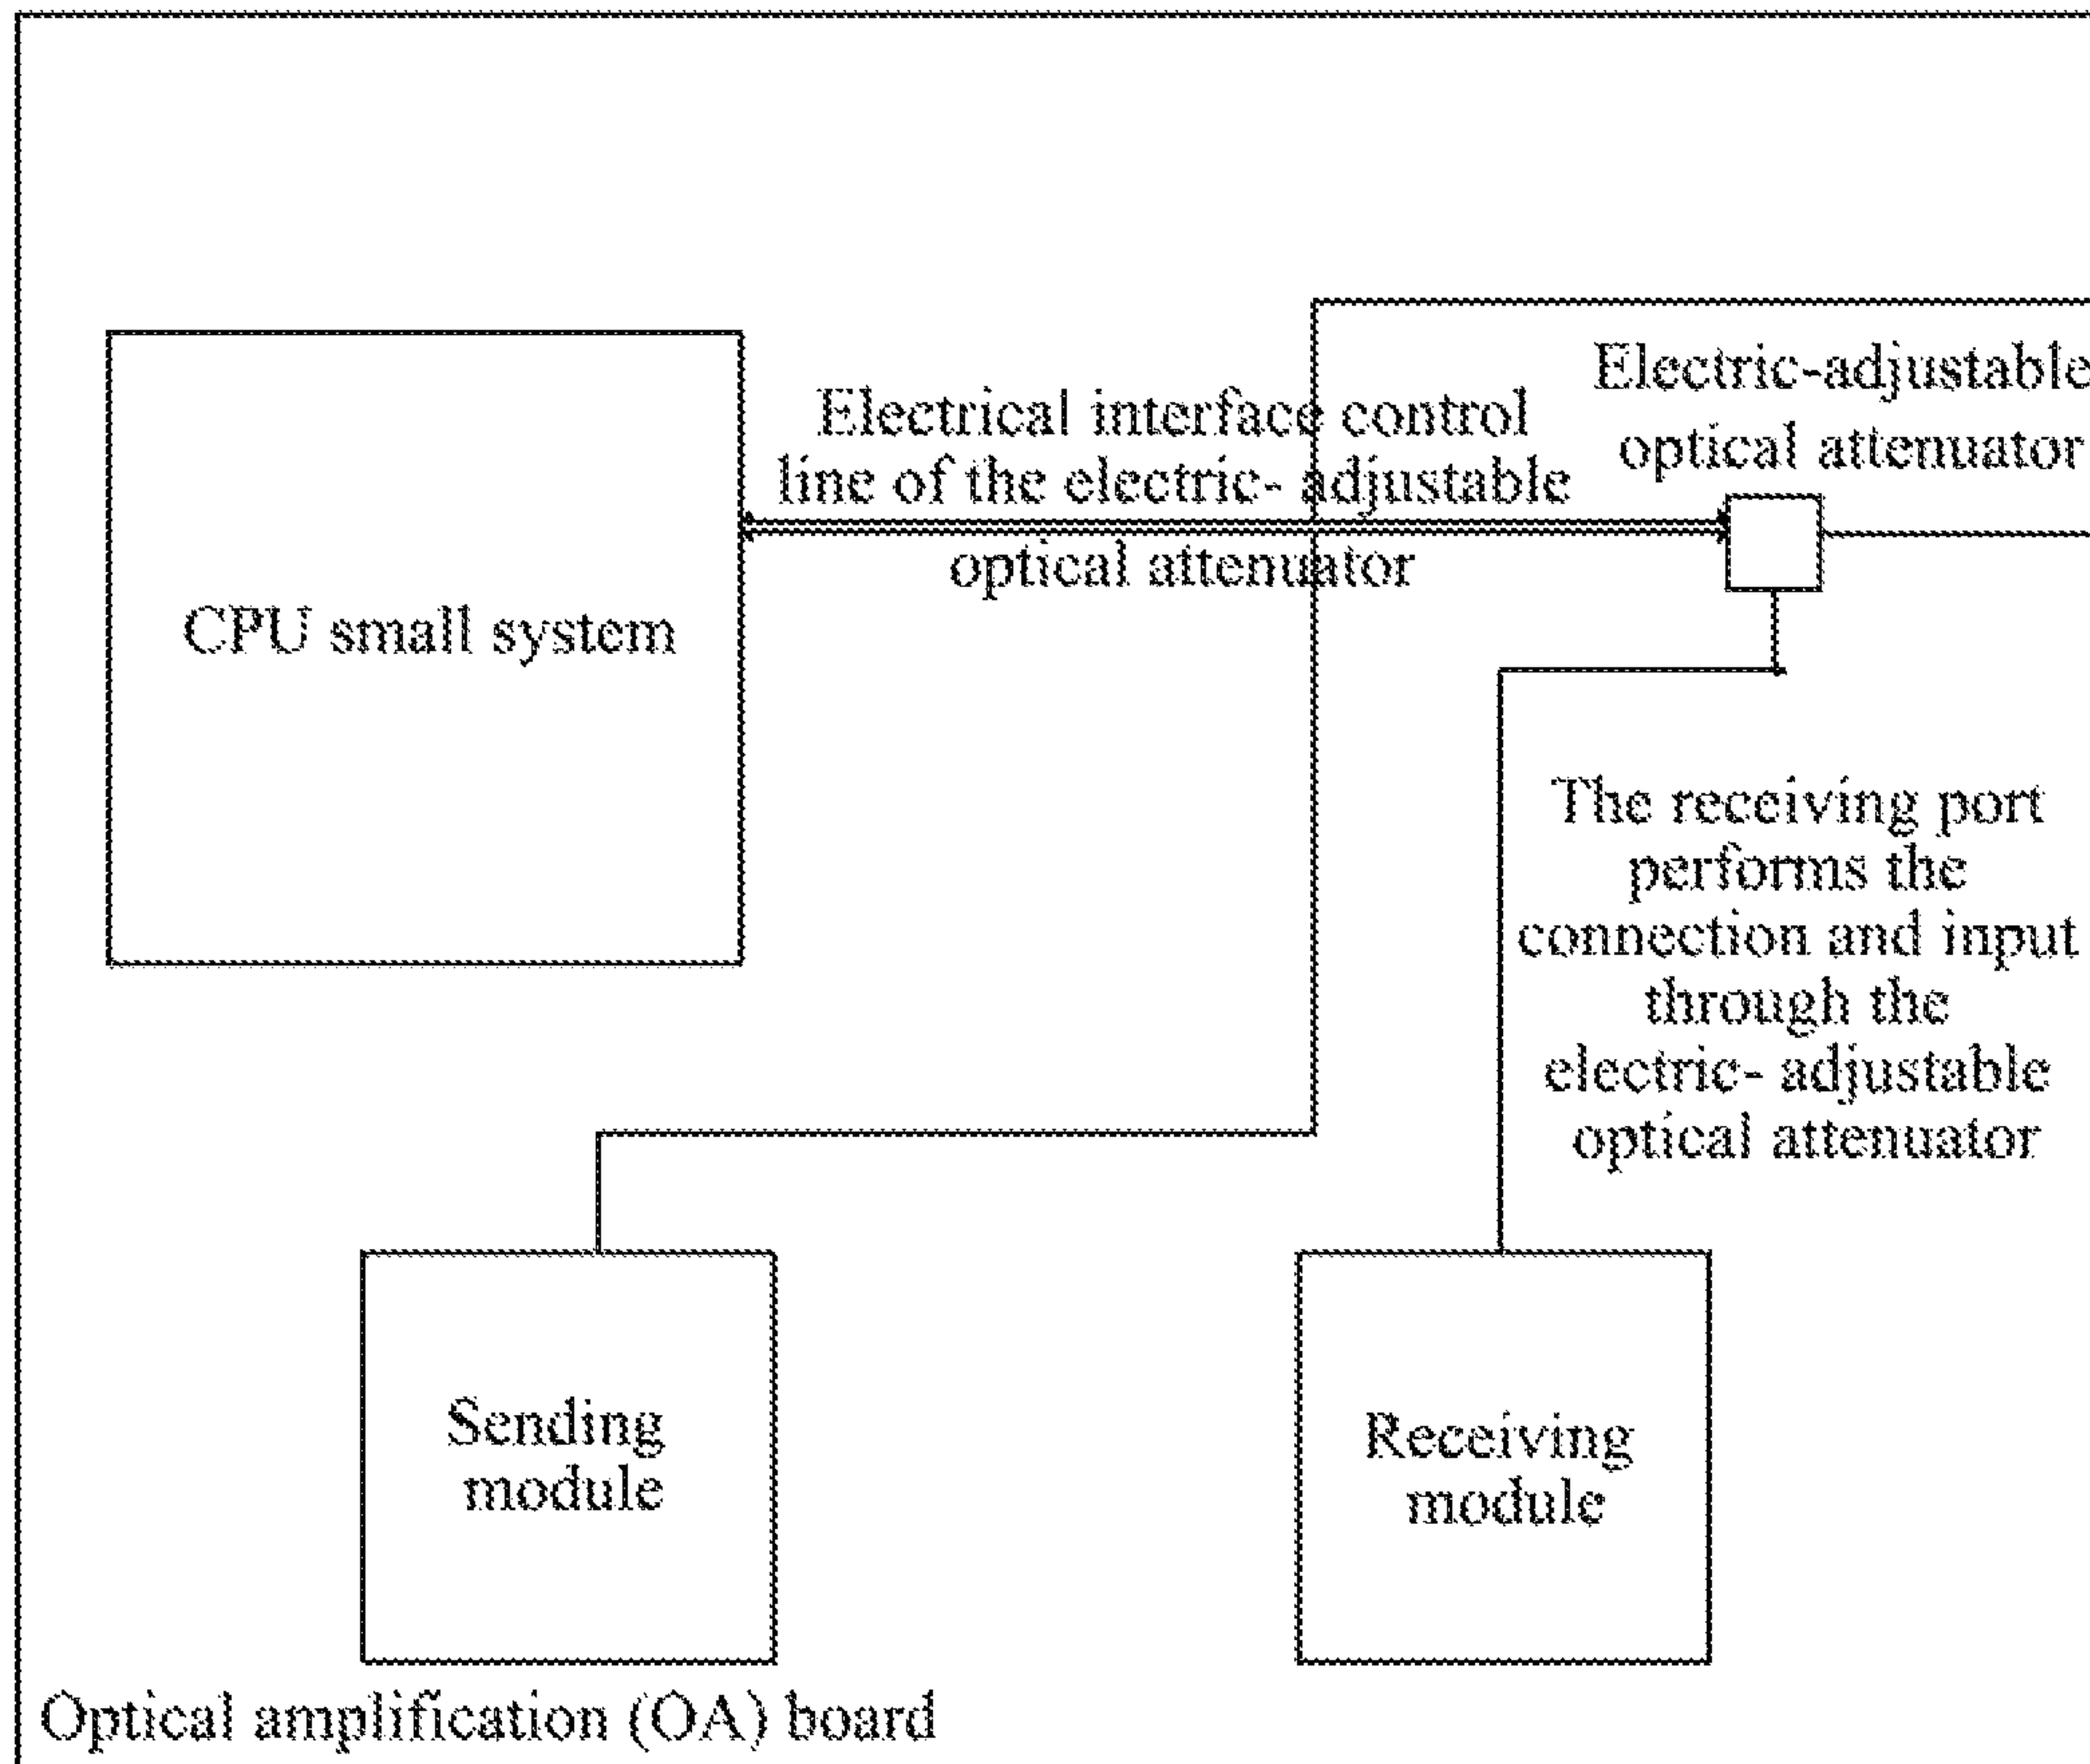 Electric-adjustable
optical attenuator
Electrical interface control
line of the electric- adjustable
optical attenuator
CPU small system
The receiving port
performs the
connection and input
through the
electric- adjustable
optical attenuator
Sending
module
Receiving
module
Optical amplification (OA) board